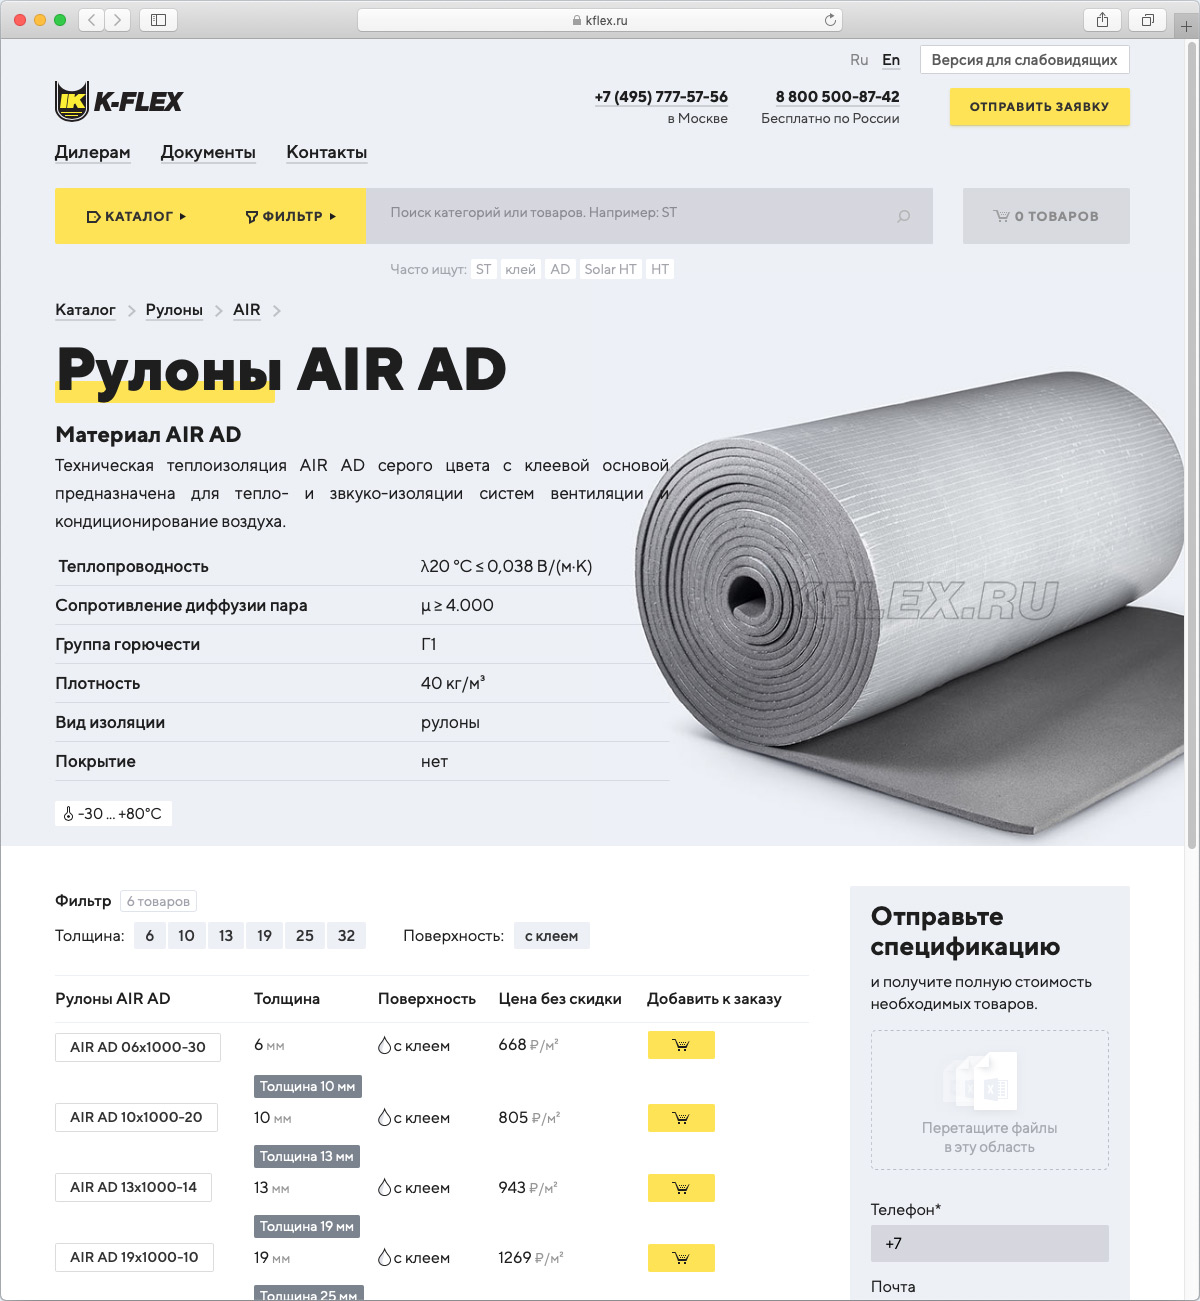 kflex.ru
Ru En Версия для слабовидящих
K-FLEX
+7 (495) 777-57-56
в Москве
8 800 500-87-42
Бесплатно по России
ОТПРАВИТЬ ЗАЯВКУ
Дилерам Документы Контакты
КАТАЛОГ ФИЛЬТР
Поиск категорий или товаров. Например: ST
0 ТОВАРОВ
Часто ищут: ST клей AD Solar HT HT
Каталог Рулоны AIR
Рулоны AIR AD
Материал AIR AD
Техническая теплоизоляция AIR AD серого цвета с клеевой основой
предназначена для тепло- и звкуко-изоляции систем вентиляции и
кондиционирование воздуха.
Теплопроводность λ20 °C ≤ 0,038 В/(м·К)
Сопротивление диффузии пара μ ≥ 4.000
Группа горючести Г1
Плотность 40 кг/м³
Вид изоляции рулоны
Покрытие нет
-30 ... +80°C
KFLEX.RU
Фильтр 6 товаров
Толщина: 6 10 13 19 25 32 Поверхность: с клеем
Рулоны AIR AD Толщина Поверхность Цена без скидки Добавить к заказу
AIR AD 06x1000-30 6 мм с клеем 668 ₽/м²
Толщина 10 мм
AIR AD 10x1000-20 10 мм с клеем 805 ₽/м²
Толщина 13 мм
AIR AD 13x1000-14 13 мм с клеем 943 ₽/м²
Толщина 19 мм
AIR AD 19x1000-10 19 мм с клеем 1269 ₽/м²
Толщина 25 мм
Отправьте
спецификацию
и получите полную стоимость
необходимых товаров.
Перетащите файлы
в эту область
Телефон*
+7
Почта